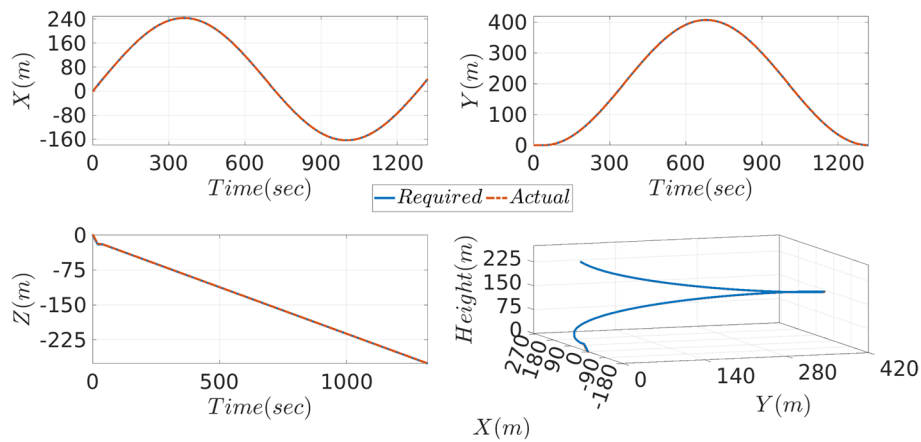 X(m)
240
160
80
0
-80
-160
0 300 600 900 1200
Time(sec)
Y(m)
400
300
200
100
0
0 300 600 900 1200
Time(sec)
Required Actual
Z(m)
0
-75
-150
-225
0 500 1000
Time(sec)
Height(m)
225
150
75
0
270
180
90
0
-90
-180
X(m)
0 140 280 420
Y(m)